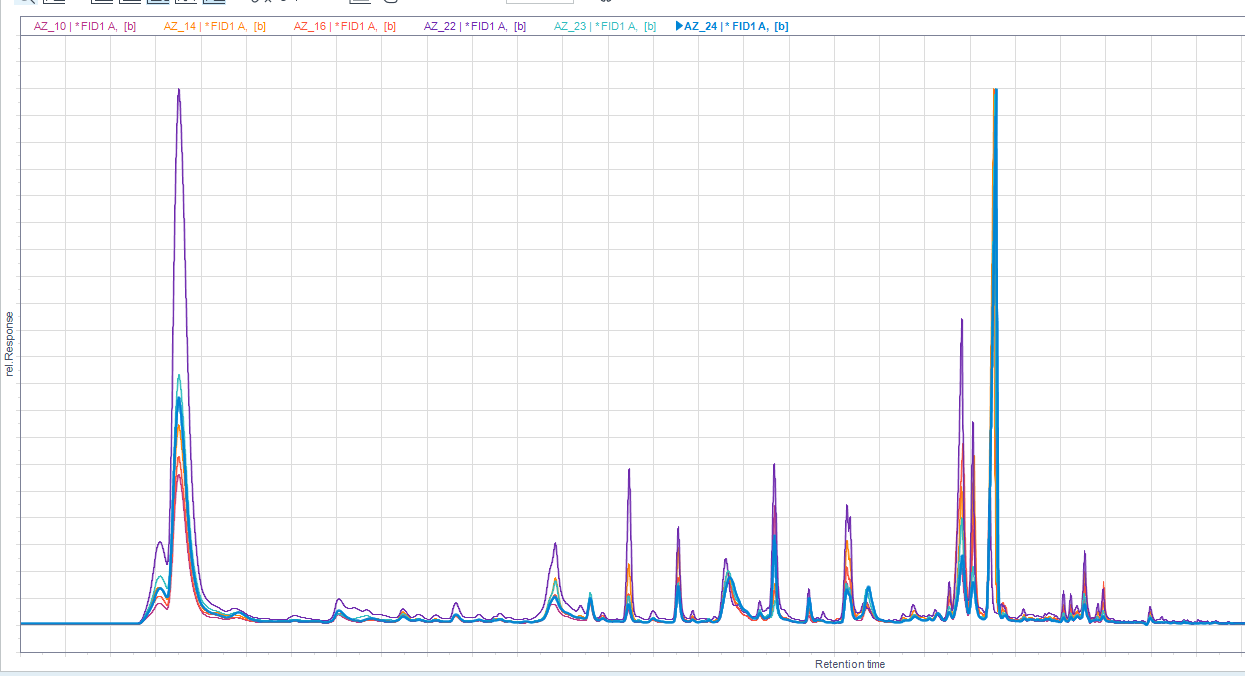 AZ_10 | * FID1 A, [b] AZ_14 | * FID1 A, [b] AZ_16 | * FID1 A, [b] AZ_22 | * FID1 A, [b] AZ_23 | * FID1 A, [b] AZ_24 | * FID1 A, [b]
rel. Response
Retention time